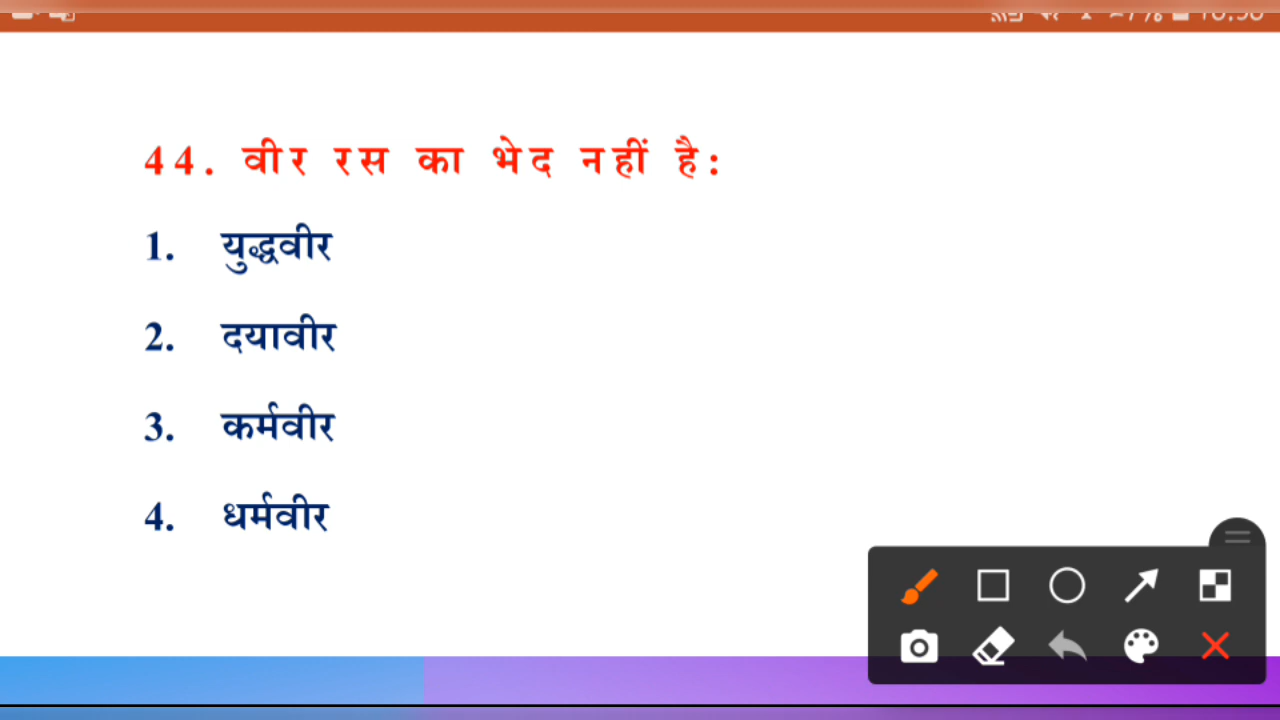 44. वीर रस का भेद नहीं है:
1. युद्धवीर
2. दयावीर
3. कर्मवीर
4. धर्मवीर